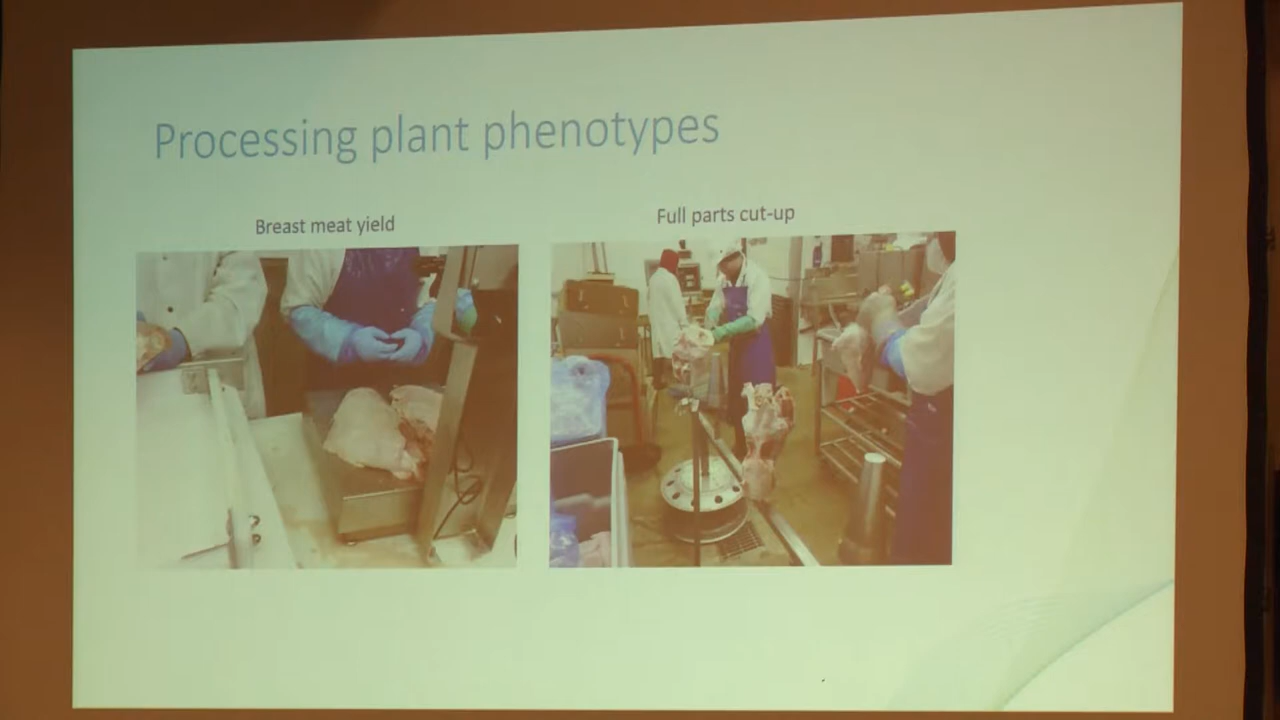 Processing plant phenotypes
Breast meat yield
Full parts cut-up